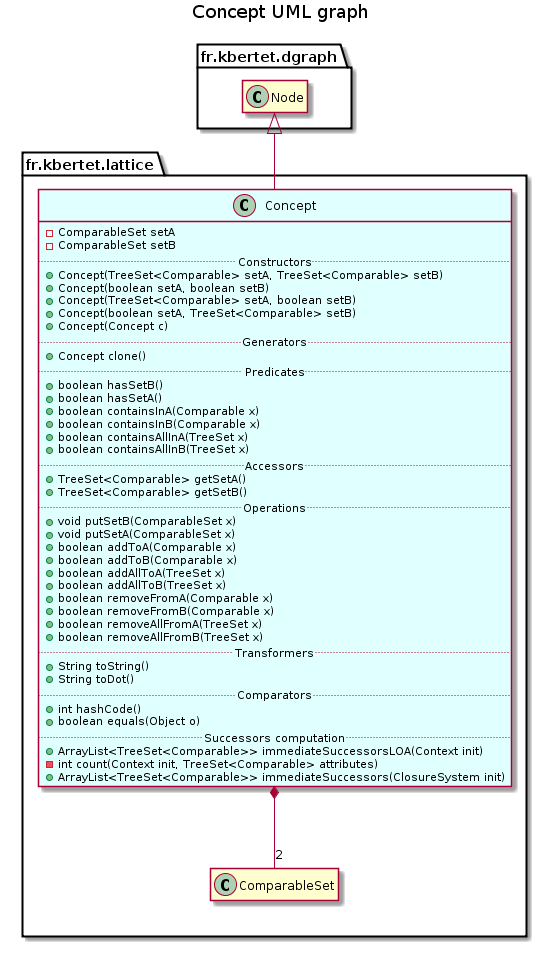 Concept UML graph
fr.kbertet.dgraph
C Node
fr.kbertet.lattice
C Concept
ComparableSet setA
ComparableSet setB
Constructors
Concept(TreeSet<Comparable> setA, TreeSet<Comparable> setB)
Concept(boolean setA, boolean setB)
Concept(TreeSet<Comparable> setA, boolean setB)
Concept(boolean setA, TreeSet<Comparable> setB)
Concept(Concept c)
Generators
Concept clone()
Predicates
boolean hasSetB()
boolean hasSetA()
boolean containsInA(Comparable x)
boolean containsInB(Comparable x)
boolean containsAllInA(TreeSet x)
boolean containsAllInB(TreeSet x)
Accessors
TreeSet<Comparable> getSetA()
TreeSet<Comparable> getSetB()
Operations
void putSetB(ComparableSet x)
void putSetA(ComparableSet x)
boolean addToA(Comparable x)
boolean addToB(Comparable x)
boolean addAllToA(TreeSet x)
boolean addAllToB(TreeSet x)
boolean removeFromA(Comparable x)
boolean removeFromB(Comparable x)
boolean removeAllFromA(TreeSet x)
boolean removeAllFromB(TreeSet x)
Transformers
String toString()
String toDot()
Comparators
int hashCode()
boolean equals(Object o)
Successors computation
ArrayList<TreeSet<Comparable>> immediateSuccessorsLOA(Context init)
int count(Context init, TreeSet<Comparable> attributes)
ArrayList<TreeSet<Comparable>> immediateSuccessors(ClosureSystem init)
2
C ComparableSet